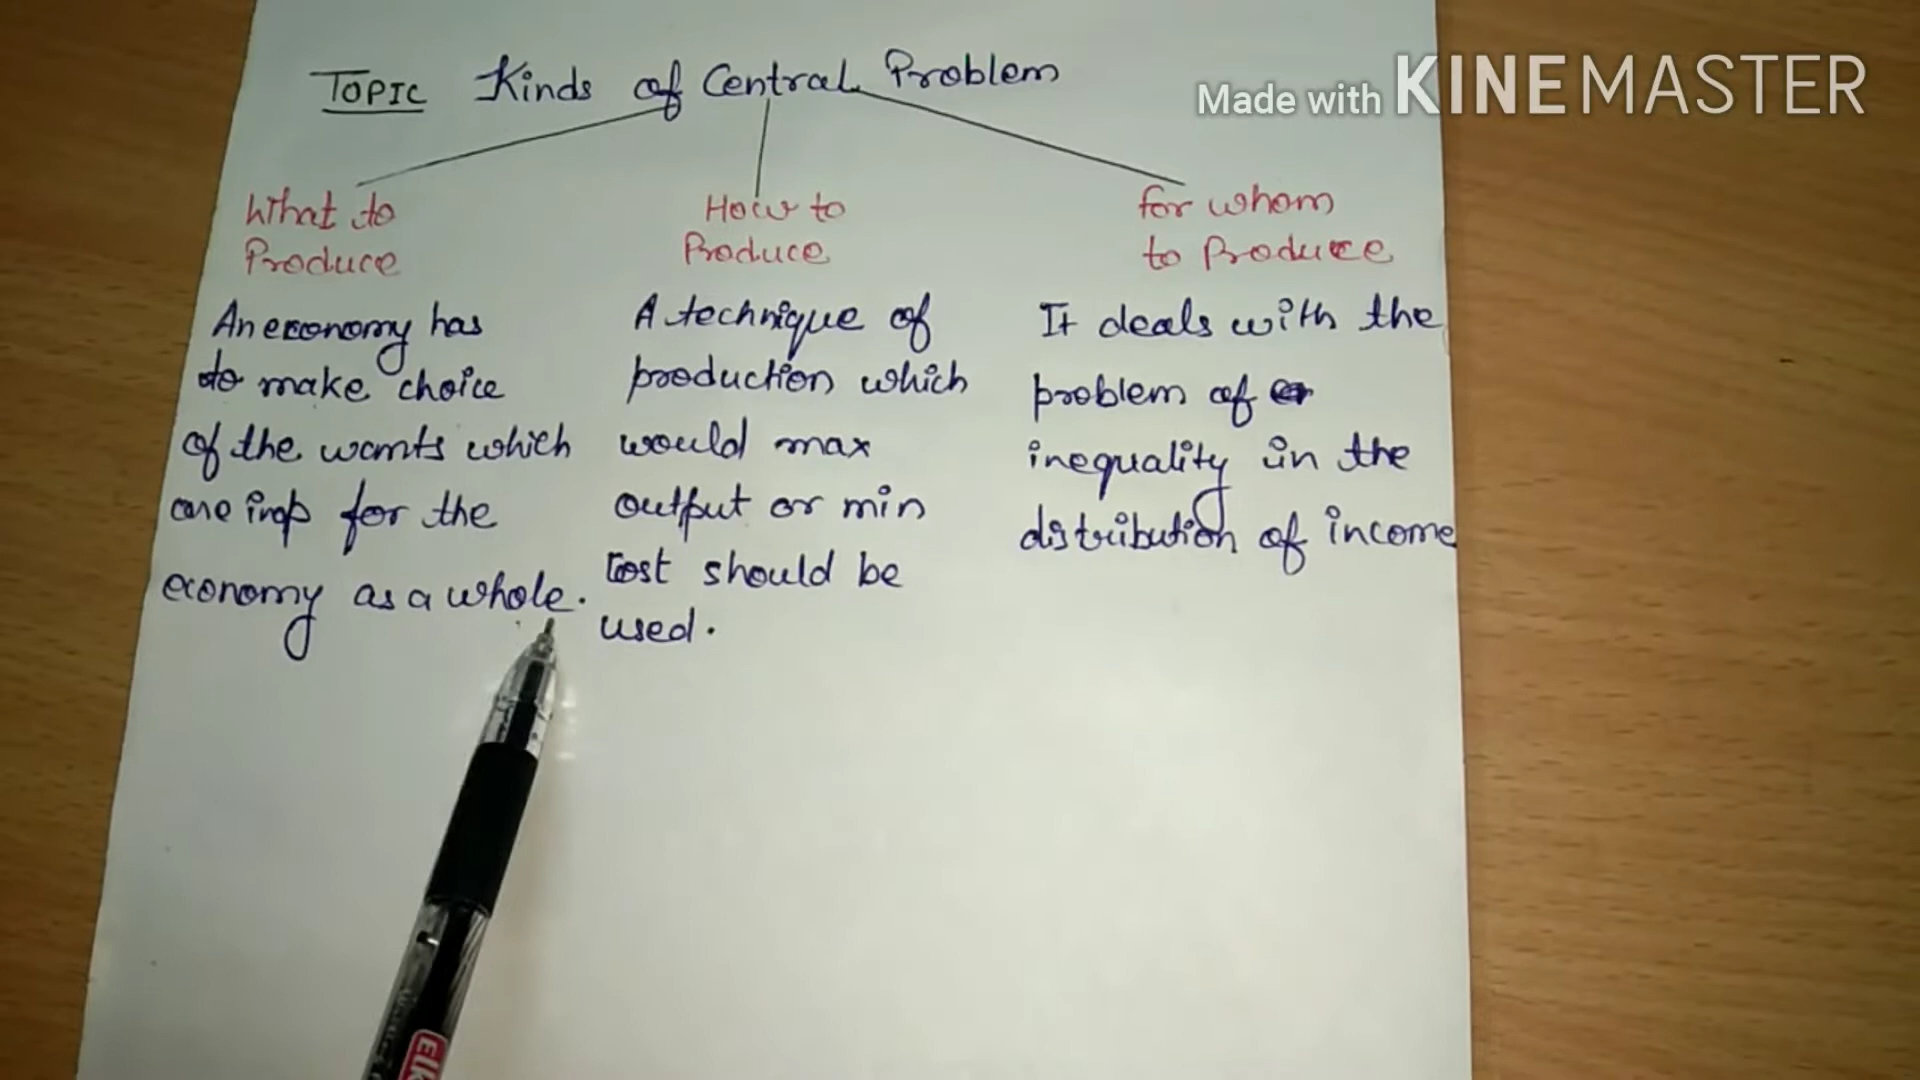 TOPIC Kinds of Central Problem
Made with KINEMASTER
What to
Produce
An economy has
to make choice
of the wants which
are imp for the
economy as a whole.
How to
Produce
A technique of
production which
would max
output or min
cost should be
used.
for whom
to Produce
It deals with the
problem of
inequality in the
distribution of income